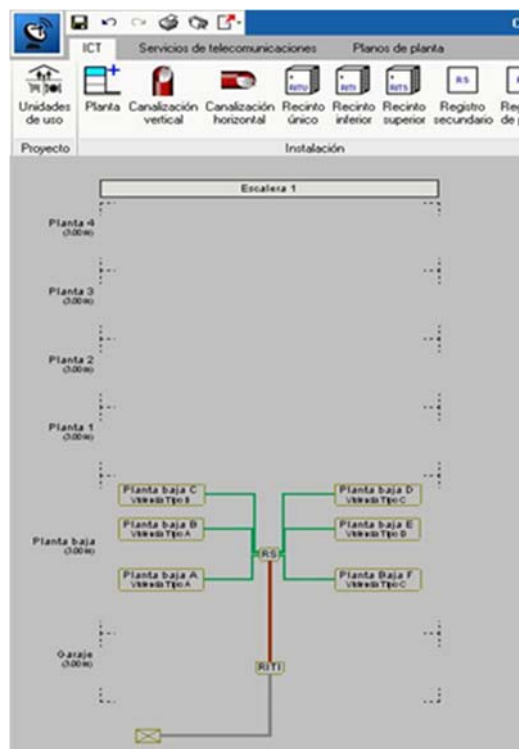 ICT Servicios de telecomunicaciones Planos de planta
Unidades de uso
Planta
Canalización vertical
Canalización horizontal
RITU
Recinto único
RITI
Recinto inferior
RITS
Recinto superior
RS
Registro secundario
Proyecto Instalación
Escalera 1
Planta 4
(3.00 m)
Planta 3
(3.00 m)
Planta 2
(3.00 m)
Planta 1
(3.00 m)
Planta baja C
Vivienda Tipo B
Planta baja D
Vivienda Tipo C
Planta baja B
Vivienda Tipo A
Planta baja E
Vivienda Tipo D
Planta baja
(3.00 m)
RS
Planta baja A
Vivienda Tipo A
Planta Baja F
Vivienda Tipo C
Garaje
(3.00 m)
RITI